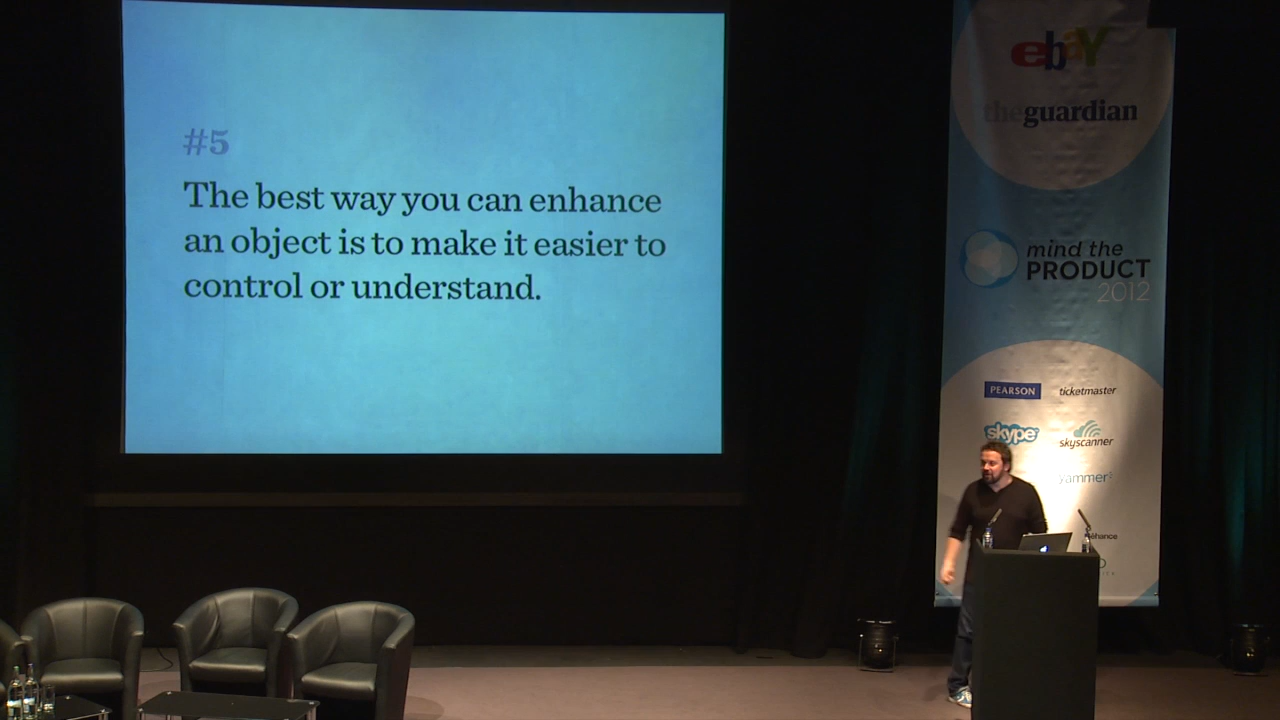 #5
The best way you can enhance
an object is to make it easier to
control or understand.
ebay
theguardian
mind the
PRODUCT
2012
PEARSON
ticketmaster
skype
skyscanner
yammer
Behance